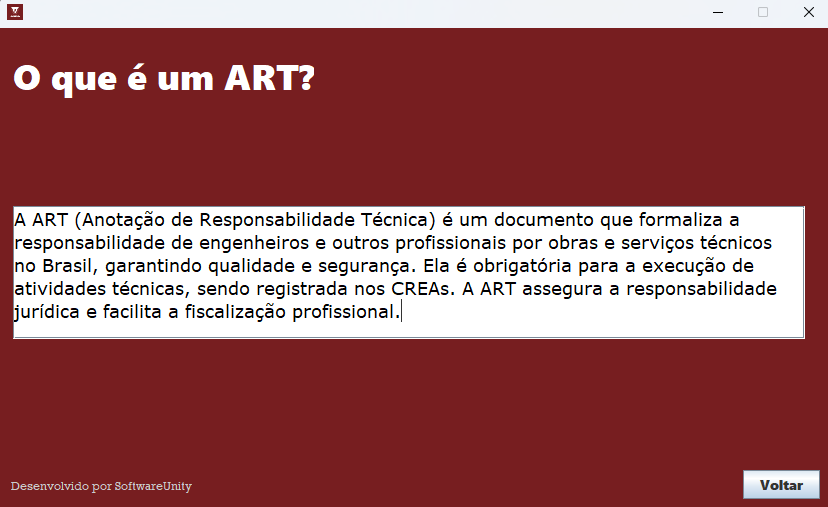 O que é um ART?
A ART (Anotação de Responsabilidade Técnica) é um documento que formaliza a
responsabilidade de engenheiros e outros profissionais por obras e serviços técnicos
no Brasil, garantindo qualidade e segurança. Ela é obrigatória para a execução de
atividades técnicas, sendo registrada nos CREAs. A ART assegura a responsabilidade
jurídica e facilita a fiscalização profissional.
Desenvolvido por SoftwareUnity
Voltar